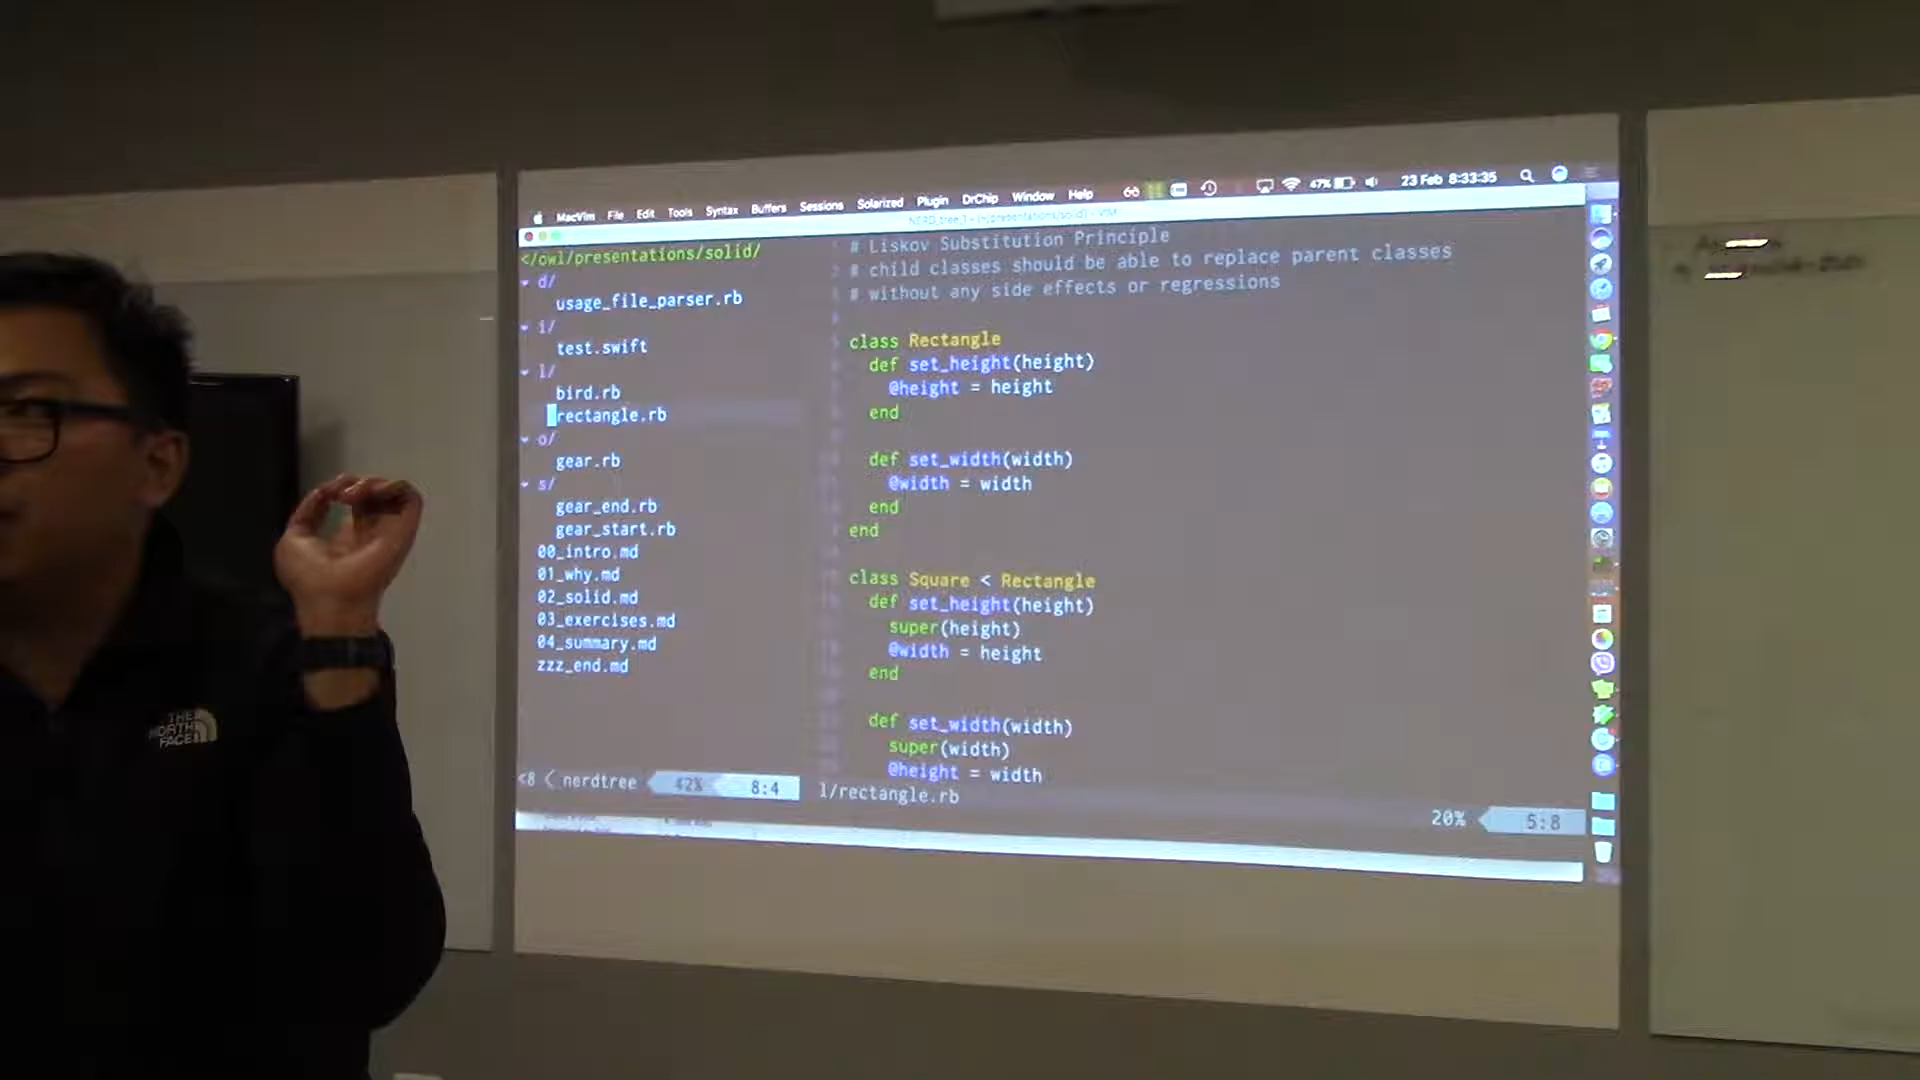 MacVim File Edit Tools Syntax Buffers Sessions Solarized Plugin DrChip Window Help 47% 23 Feb 8:33:35
</owl/presentations/solid/
d/
usage_file_parser.rb
i/
test.swift
l/
bird.rb
rectangle.rb
o/
gear.rb
s/
gear_end.rb
gear_start.rb
00_intro.md
01_why.md
02_solid.md
03_exercises.md
04_summary.md
zzz_end.md
<8 < nerdtree 42% 8:4
# Liskov Substitution Principle
# child classes should be able to replace parent classes
# without any side effects or regressions
class Rectangle
def set_height(height)
@height = height
end
def set_width(width)
@width = width
end
end
class Square < Rectangle
def set_height(height)
super(height)
@width = height
end
def set_width(width)
super(width)
@height = width
l/rectangle.rb
20% 5:8
THE
NORTH
FACE